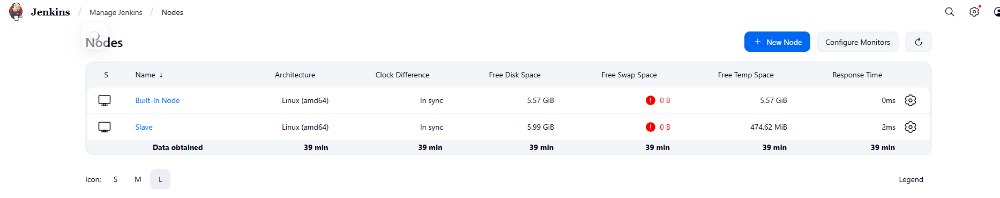 Jenkins / Manage Jenkins / Nodes
Nodes
+ New Node Configure Monitors
S Name ↓ Architecture Clock Difference Free Disk Space Free Swap Space Free Temp Space Response Time
Built-In Node Linux (amd64) In sync 5.57 GiB ! 0 B 5.57 GiB 0ms
Slave Linux (amd64) In sync 5.99 GiB ! 0 B 474.62 MiB 2ms
Data obtained 39 min 39 min 39 min 39 min 39 min 39 min
Icon: S M L Legend